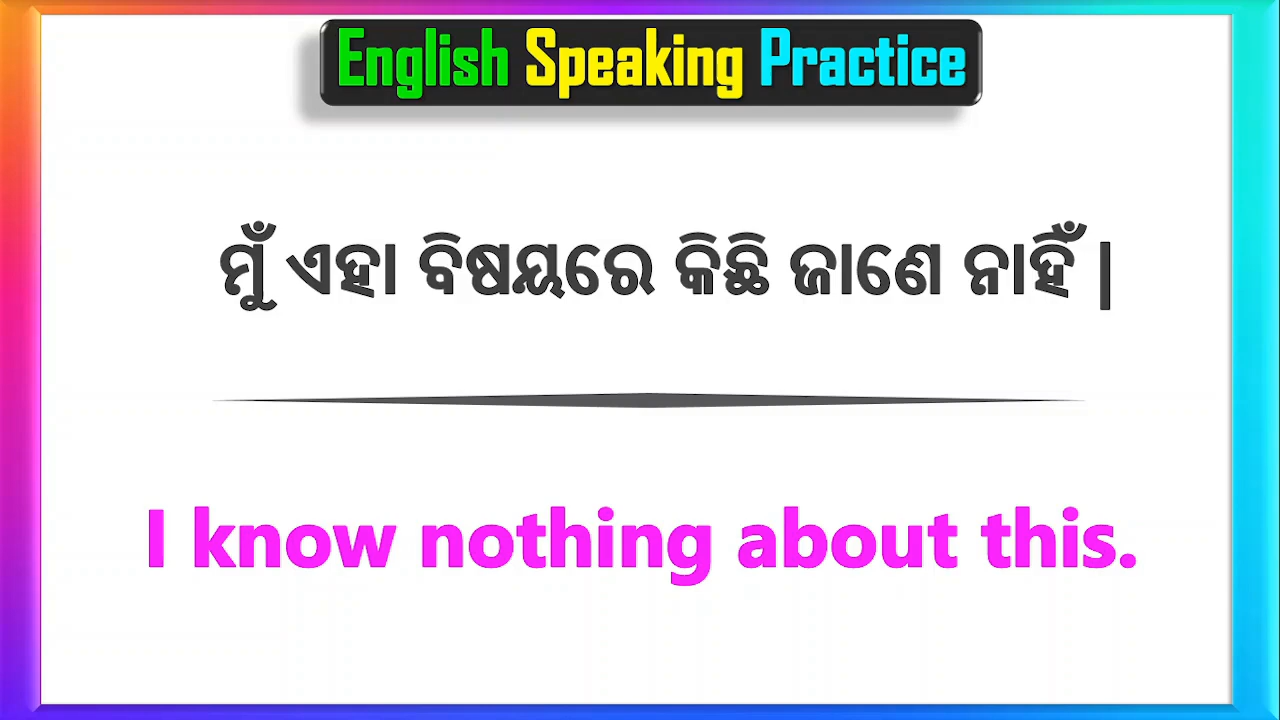 English Speaking Practice
ମୁଁ ଏହା ବିଷୟରେ କିଛି ଜାଣେ ନାହିଁ |
I know nothing about this.